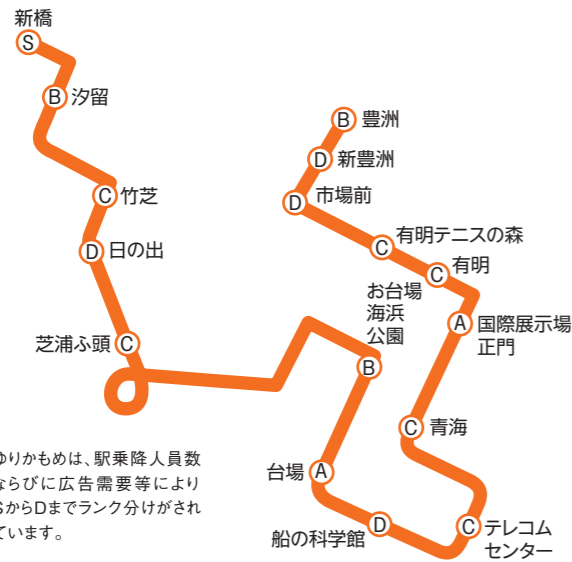 新橋
S
B 汐留
B 豊洲
D 新豊洲
D 市場前
C 竹芝
C 有明テニスの森
D 日の出
C 有明
お台場
海浜
公園
B
A 国際展示場
正門
芝浦ふ頭 C
C 青海
ゆりかもめは、駅乗降人員数
ならびに広告需要等により
SからDまでランク分けがされ
ています。
台場 A
船の科学館 D
C テレコム
センター